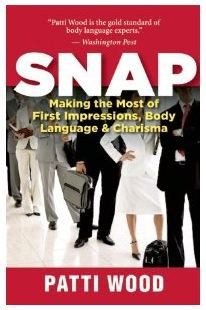 "Patti Wood is the gold standard of
body language experts."
— Washington Post
SNAP
Making the Most of
First Impressions, Body
Language & Charisma
PATTI WOOD